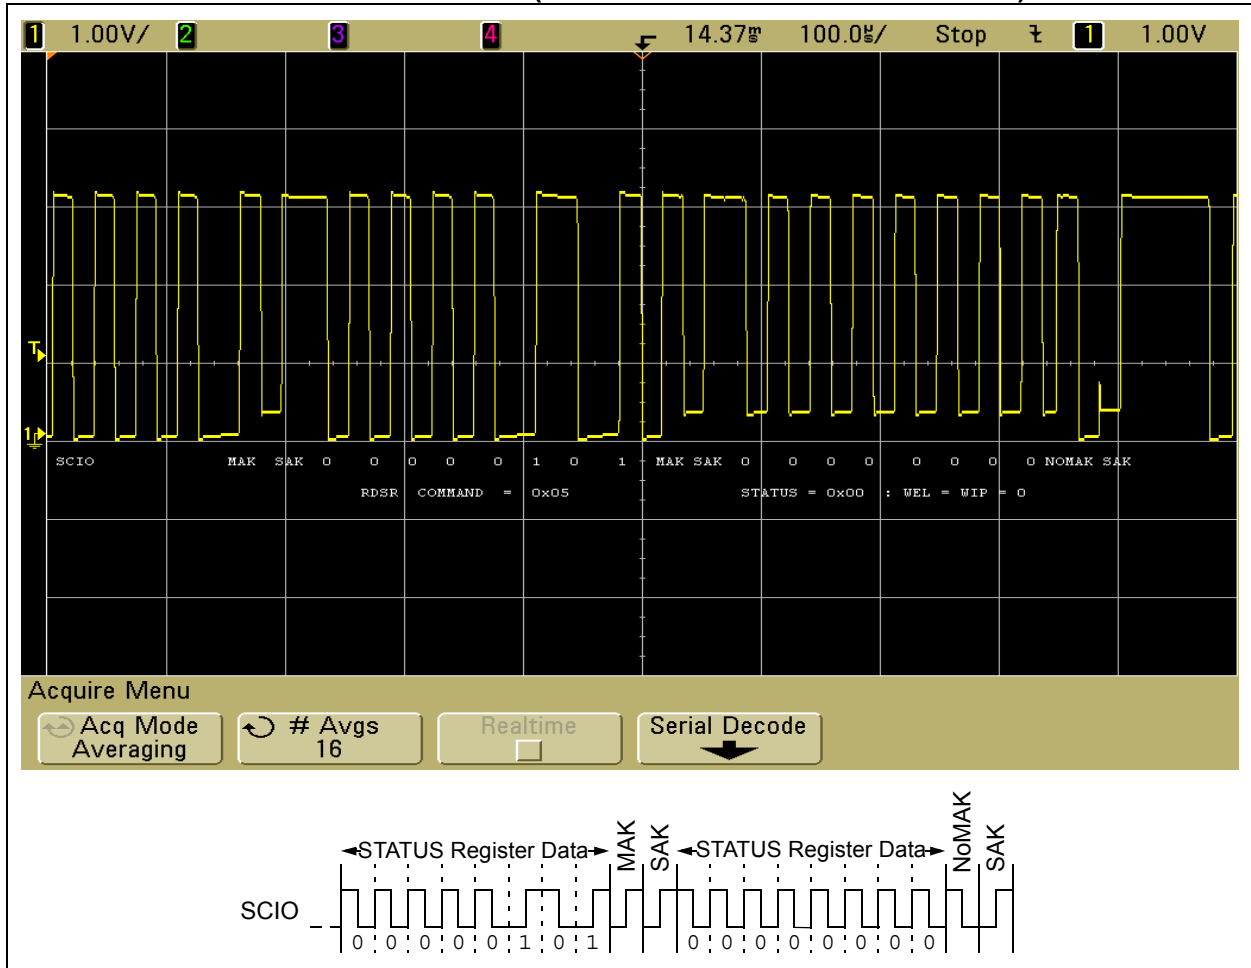 1 1.00V/ 2 3 4 14.37ms 100.0µs/ Stop 1 1.00V
T
1
SCIO MAK SAK 0 0 0 0 0 1 0 1 MAK SAK 0 0 0 0 0 0 0 0 NOMAK SAK
RDSR COMMAND = 0x05 STATUS = 0x00 : WEL = WIP = 0
Acquire Menu
Acq Mode Averaging
# Avgs 16
Realtime
Serial Decode
STATUS Register Data MAK SAK STATUS Register Data NoMAK SAK
SCIO
0 0 0 0 0 1 0 1 0 0 0 0 0 0 0 0